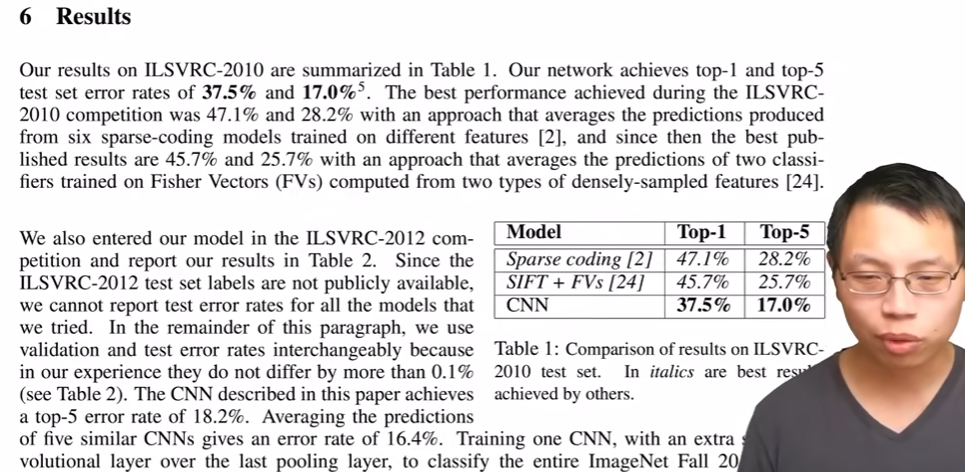 6 Results
Our results on ILSVRC-2010 are summarized in Table 1. Our network achieves top-1 and top-5
test set error rates of 37.5% and 17.0%⁵. The best performance achieved during the ILSVRC-
2010 competition was 47.1% and 28.2% with an approach that averages the predictions produced
from six sparse-coding models trained on different features [2], and since then the best pub-
lished results are 45.7% and 25.7% with an approach that averages the predictions of two classi-
fiers trained on Fisher Vectors (FVs) computed from two types of densely-sampled features [24].
We also entered our model in the ILSVRC-2012 com-
petition and report our results in Table 2. Since the
ILSVRC-2012 test set labels are not publicly available,
we cannot report test error rates for all the models that
we tried. In the remainder of this paragraph, we use
validation and test error rates interchangeably because
in our experience they do not differ by more than 0.1%
(see Table 2). The CNN described in this paper achieves
a top-5 error rate of 18.2%. Averaging the predictions
of five similar CNNs gives an error rate of 16.4%. Training one CNN, with an extra
volutional layer over the last pooling layer, to classify the entire ImageNet Fall 20
Model Top-1 Top-5
Sparse coding [2] 47.1% 28.2%
SIFT + FVs [24] 45.7% 25.7%
CNN 37.5% 17.0%
Table 1: Comparison of results on ILSVRC-
2010 test set. In italics are best
achieved by others.